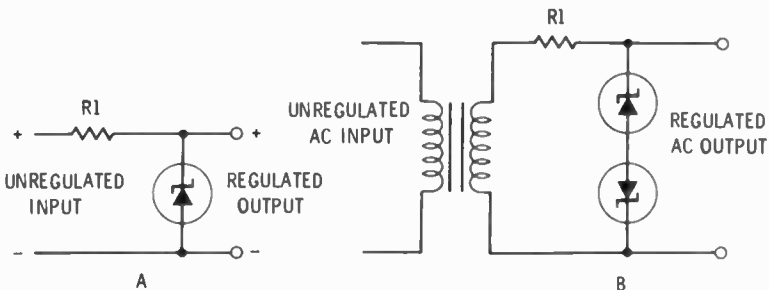 R1
+
+
UNREGULATED
INPUT
REGULATED
OUTPUT
-
-
A
R1
UNREGULATED
AC INPUT
REGULATED
AC OUTPUT
B